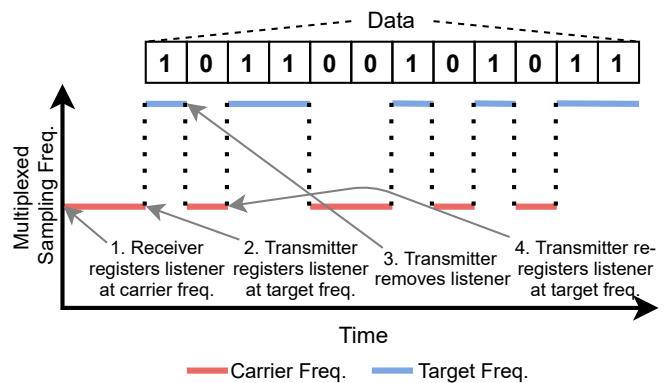 Data
1 0 1 1 0 0 1 0 1 0 1 1
Multiplexed
Sampling Freq.
1. Receiver
registers listener
at carrier freq.
2. Transmitter
registers listener
at target freq.
3. Transmitter
removes listener
4. Transmitter re-
registers listener
at target freq.
Time
Carrier Freq.
Target Freq.